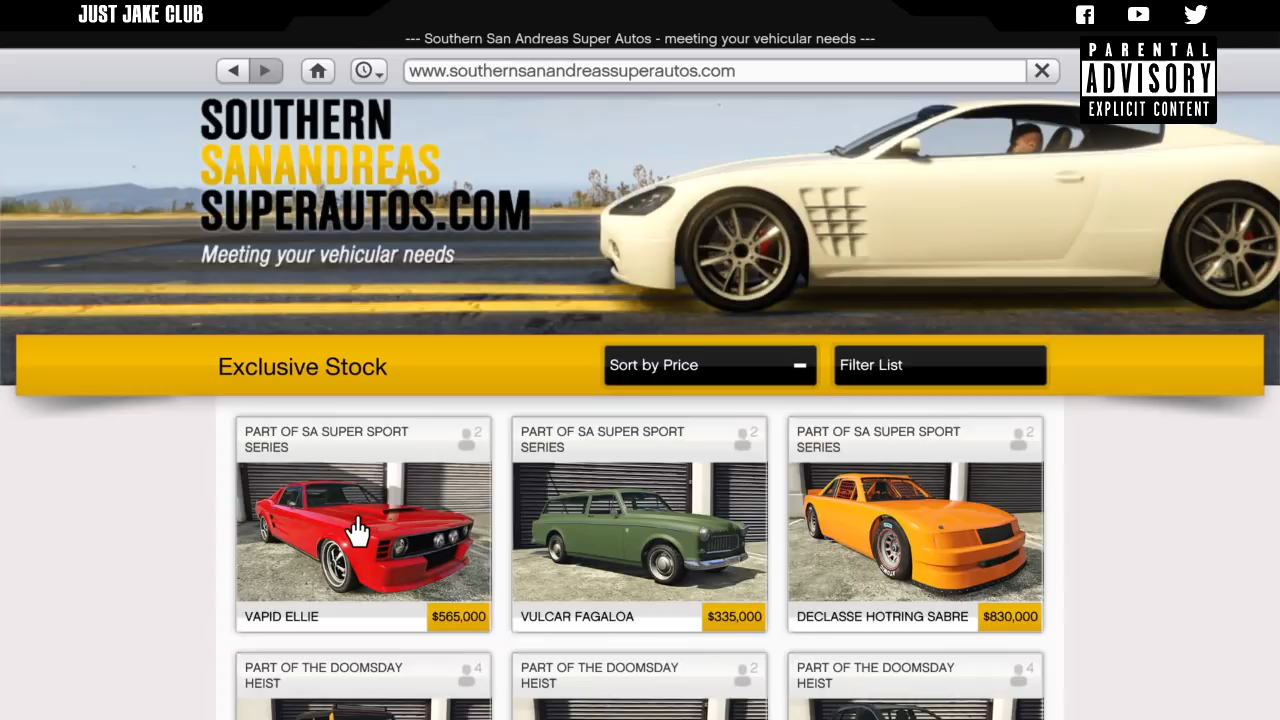 JUST JAKE CLUB
--- Southern San Andreas Super Autos - meeting your vehicular needs ---
PARENTAL
ADVISORY
EXPLICIT CONTENT
www.southernsanandreassuperautos.com
SOUTHERN
SANANDREAS
SUPERAUTOS.COM
Meeting your vehicular needs
Exclusive Stock
Sort by Price
Filter List
PART OF SA SUPER SPORT
SERIES
2
VAPID ELLIE
$565,000
PART OF SA SUPER SPORT
SERIES
2
VULCAR FAGALOA
$335,000
PART OF SA SUPER SPORT
SERIES
2
DECLASSE HOTRING SABRE
$830,000
PART OF THE DOOMSDAY
HEIST
4
PART OF THE DOOMSDAY
HEIST
2
PART OF THE DOOMSDAY
HEIST
4